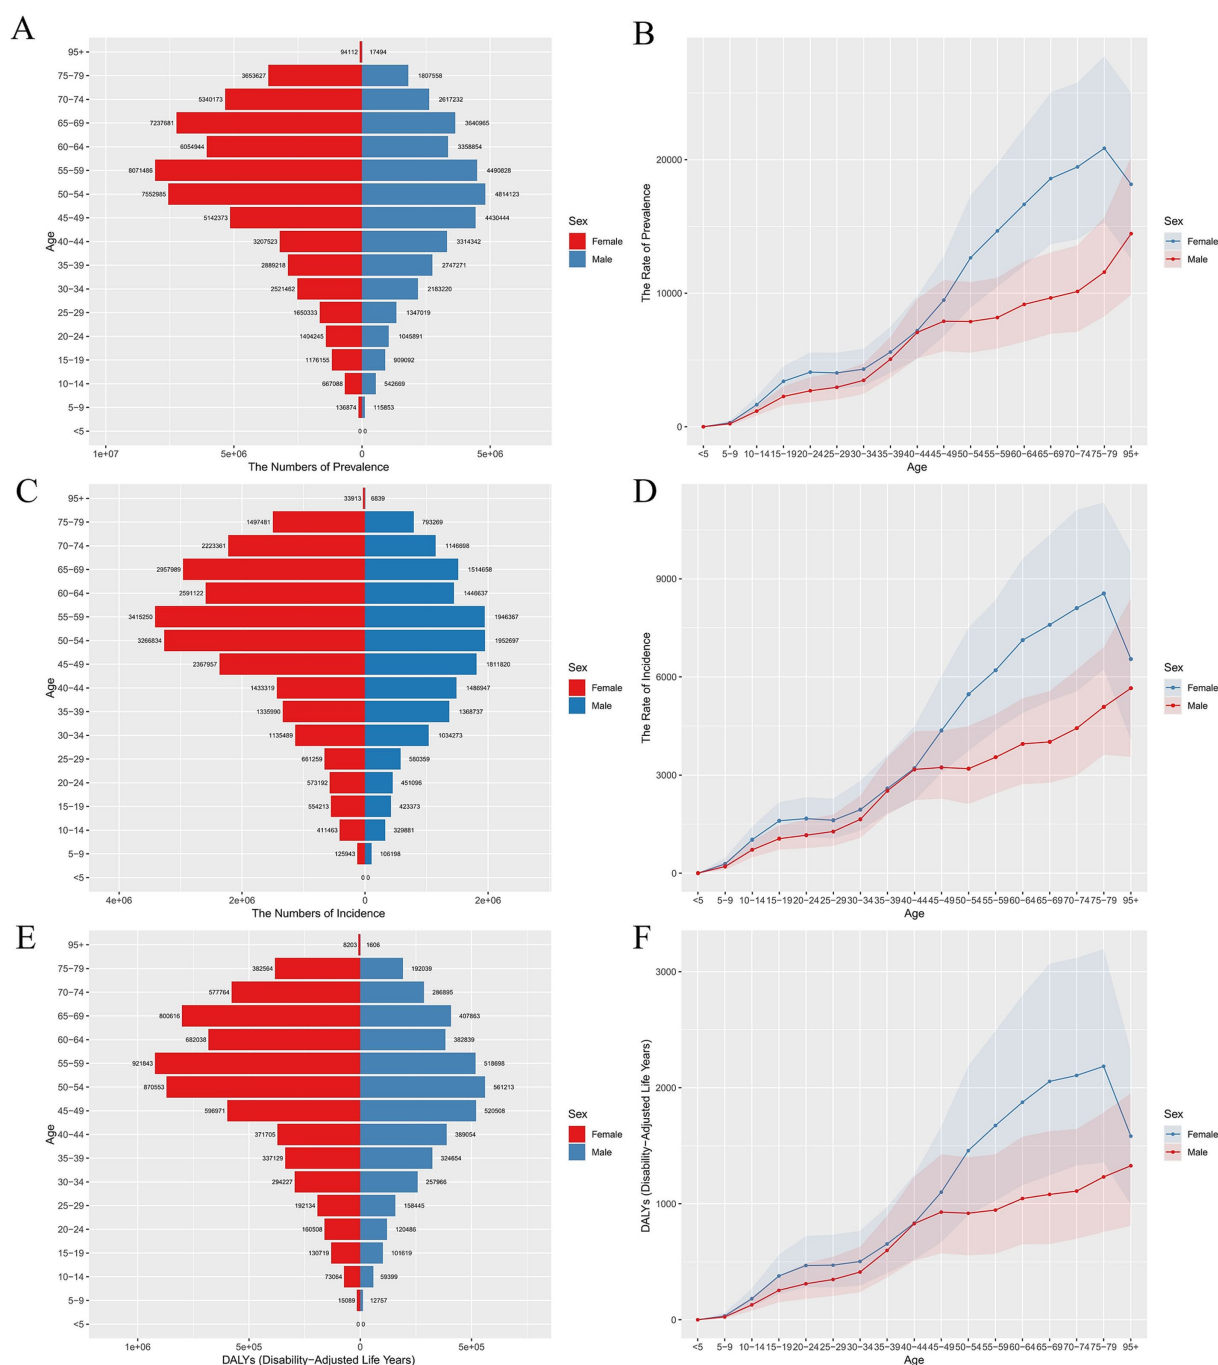 A
95+
94112 17494
75−79
3653627 1807558
70−74
5340173 2617232
65−69
7237681 3640965
60−64
6054944 3358854
55−59
8071486 4490828
50−54
7552985 4814123
45−49
5142373 4430444
40−44
3207523 3314342
35−39
2889218 2747271
30−34
2521462 2183220
25−29
1650333 1347019
20−24
1404245 1045891
15−19
1176155 909092
10−14
667088 542669
5−9
136874 115853
<5
0 0
Age
1e+07 5e+06 0 5e+06
The Numbers of Prevalence
Sex
Female
Male
B
The Rate of Prevalence
20000
10000
0
<5 5−9 10−14 15−19 20−24 25−29 30−34 35−39 40−44 45−49 50−54 55−59 60−64 65−69 70−74 75−79 95+
Age
Sex
Female
Male
C
95+
33913 6839
75−79
1497481 793269
70−74
2223361 1146698
65−69
2957989 1514658
60−64
2591122 1446637
55−59
3415250 1946367
50−54
3266834 1952697
45−49
2367957 1811820
40−44
1433319 1486947
35−39
1335990 1368737
30−34
1135489 1034273
25−29
661259 580359
20−24
573192 451096
15−19
554213 423373
10−14
411463 329881
5−9
125943 106198
<5
0 0
Age
4e+06 2e+06 0 2e+06
The Numbers of Incidence
Sex
Female
Male
D
The Rate of Incidence
9000
6000
3000
0
<5 5−9 10−14 15−19 20−24 25−29 30−34 35−39 40−44 45−49 50−54 55−59 60−64 65−69 70−74 75−79 95+
Age
Sex
Female
Male
E
95+
8203 1606
75−79
382564 192039
70−74
577764 286895
65−69
800616 407863
60−64
682038 382839
55−59
921843 518698
50−54
870553 561213
45−49
596971 520508
40−44
371705 389054
35−39
337129 324654
30−34
294227 257966
25−29
192134 158445
20−24
160508 120486
15−19
130719 101619
10−14
73064 59389
5−9
15089 12757
<5
0 0
Age
1e+06 5e+05 0 5e+05
DALYs (Disability−Adjusted Life Years)
Sex
Female
Male
F
DALYs (Disability−Adjusted Life Years)
3000
2000
1000
0
<5 5−9 10−14 15−19 20−24 25−29 30−34 35−39 40−44 45−49 50−54 55−59 60−64 65−69 70−74 75−79 95+
Age
Sex
Female
Male